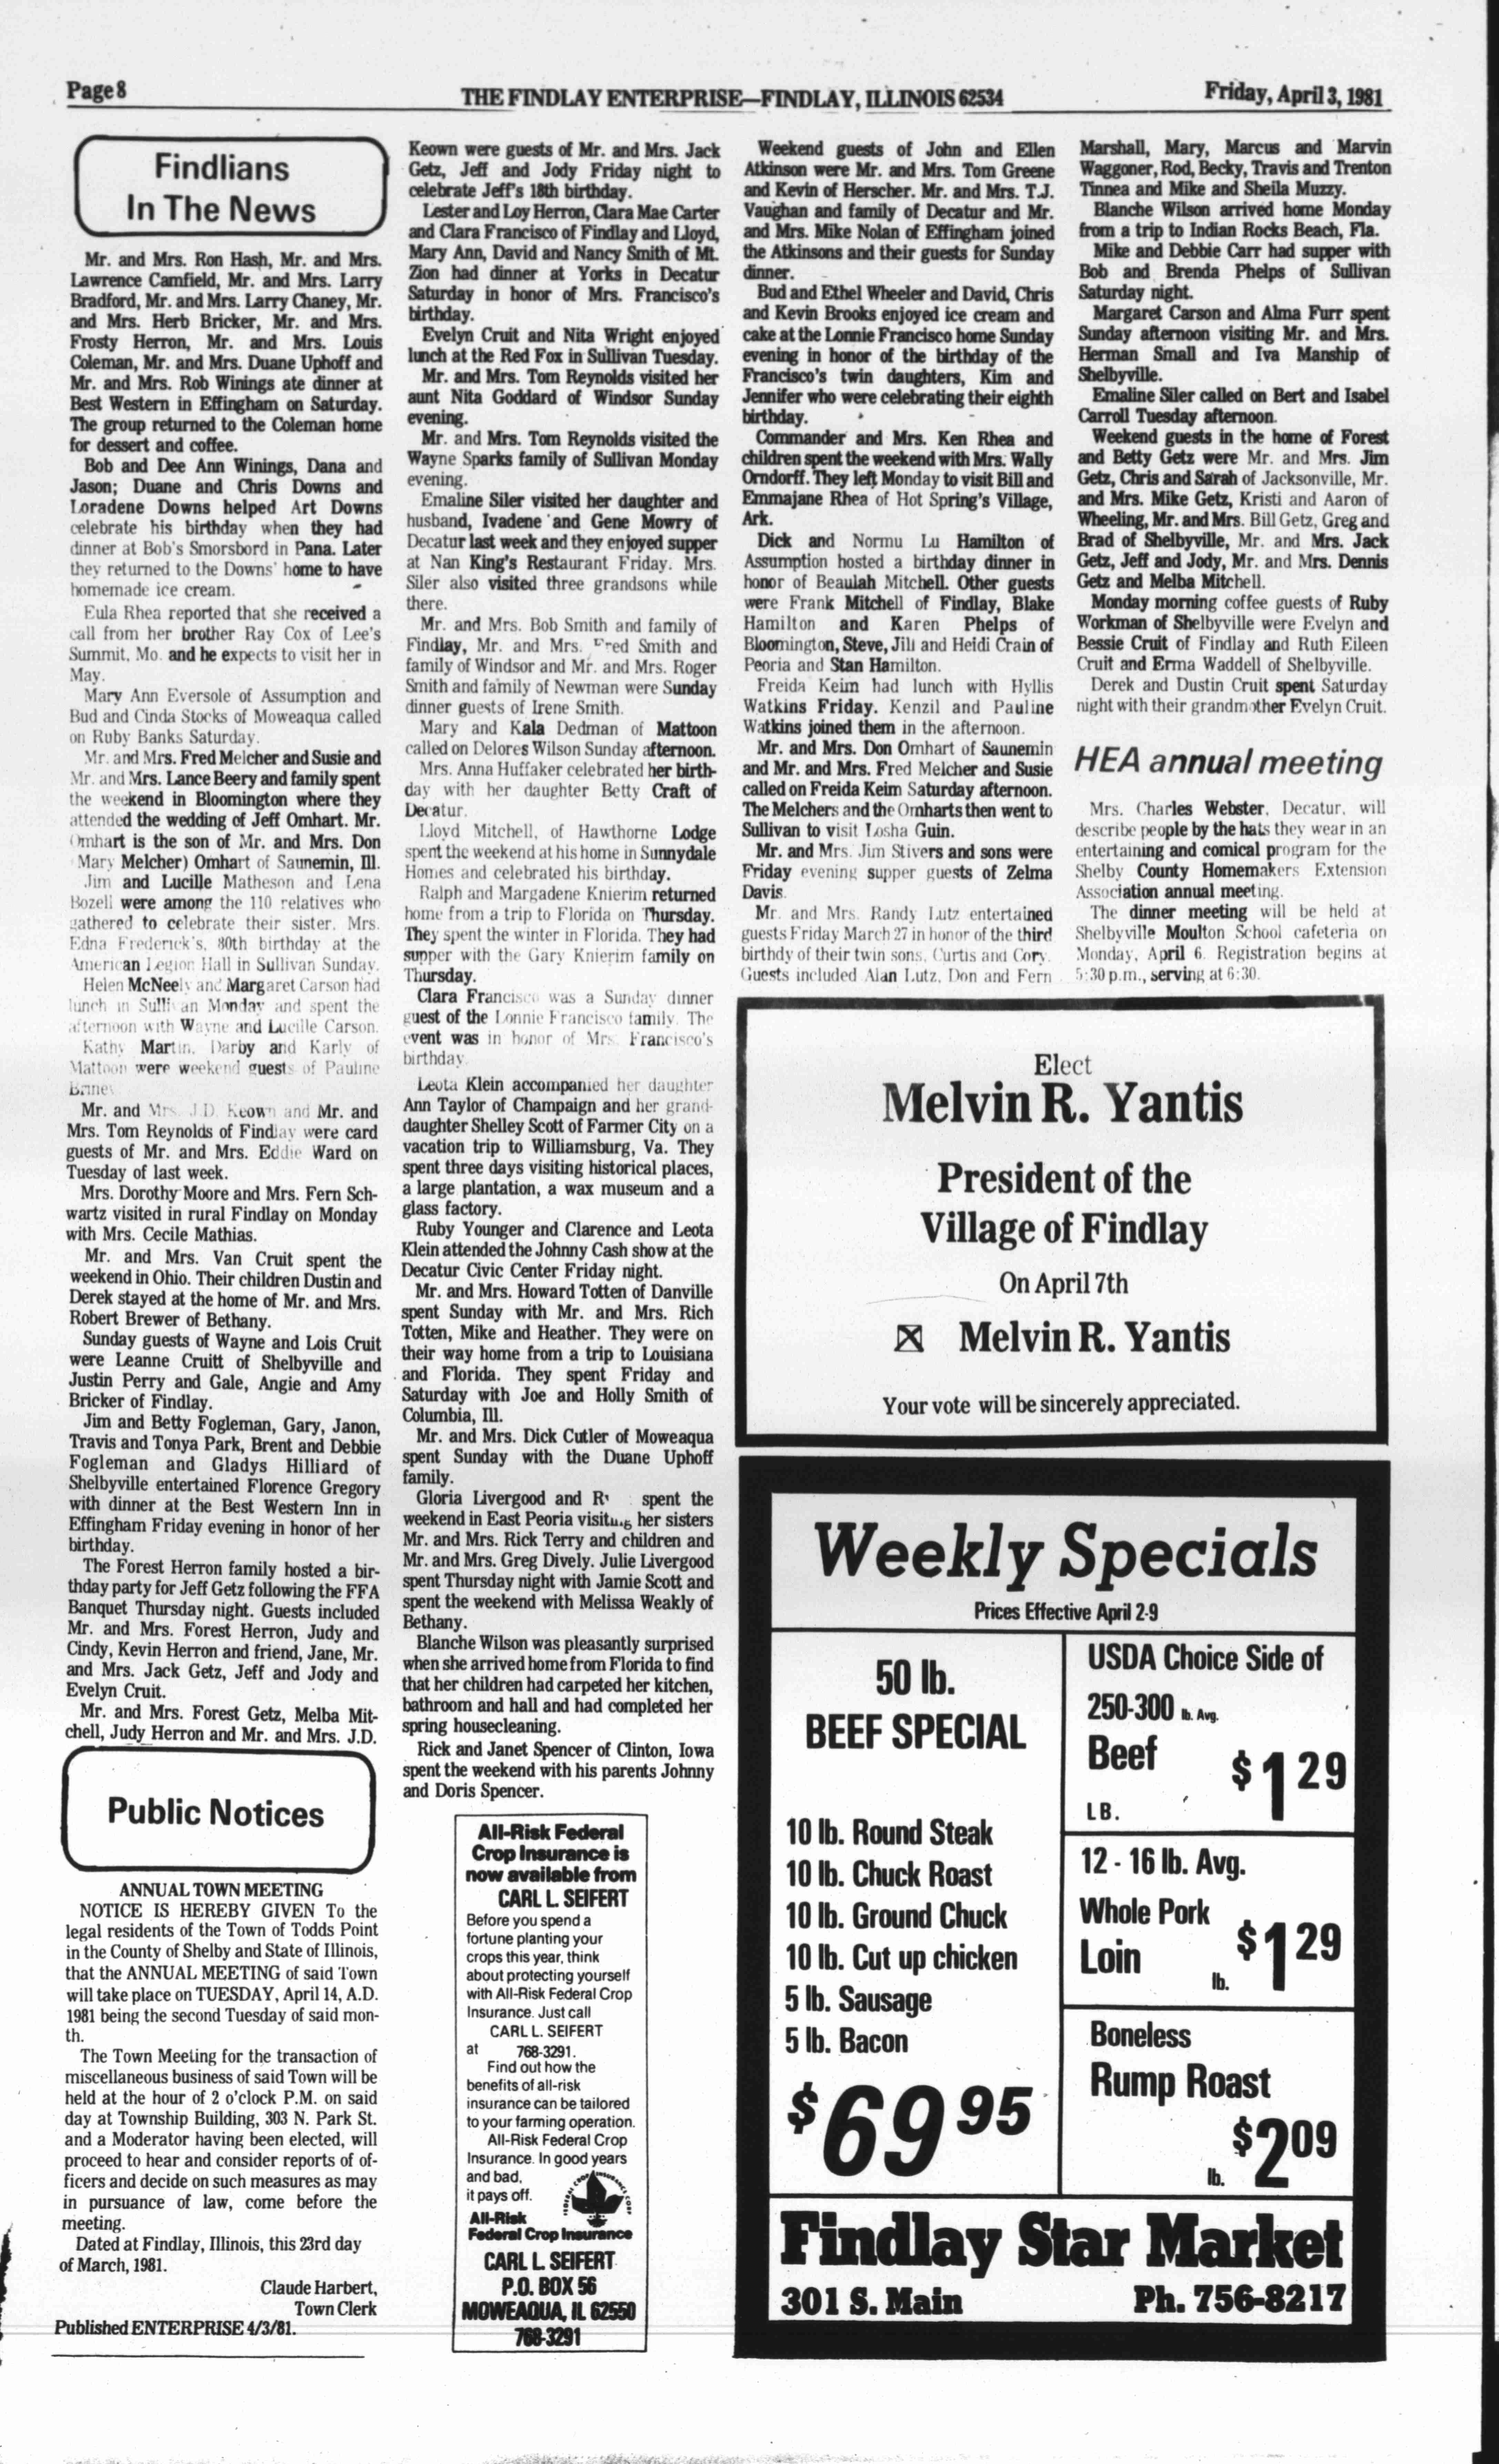 Page 8
THE FINDLAY ENTERPRISE—FINDLAY, ILLINOIS 62534
Friday, April 3, 1981
Findlians
In The News
Mr. and Mrs. Ron Hash, Mr. and Mrs.
Lawrence Camfield, Mr. and Mrs. Larry
Bradford, Mr. and Mrs. Larry Chaney, Mr.
and Mrs. Herb Bricker, Mr. and Mrs.
Frosty Herron, Mr. and Mrs. Louis
Coleman, Mr. and Mrs. Duane Uphoff and
Mr. and Mrs. Rob Winings ate dinner at
Best Western in Effingham on Saturday.
The group returned to the Coleman home
for dessert and coffee.
Bob and Dee Ann Winings, Dana and
Jason; Duane and Chris Downs and
Loradene Downs helped Art Downs
celebrate his birthday when they had
dinner at Bob's Smorsbord in Pana. Later
they returned to the Downs' home to have
homemade ice cream.
Eula Rhea reported that she received a
call from her brother Ray Cox of Lee's
Summit, Mo. and he expects to visit her in
May.
Mary Ann Eversole of Assumption and
Bud and Cinda Stocks of Moweaqua called
on Ruby Banks Saturday.
Mr. and Mrs. Fred Melcher and Susie and
Mr. and Mrs. Lance Beery and family spent
the weekend in Bloomington where they
attended the wedding of Jeff Omhart. Mr.
Omhart is the son of Mr. and Mrs. Don
(Mary Melcher) Omhart of Saunemin, Ill.
Jim and Lucille Matheson and Lena
Bozell were among the 110 relatives who
gathered to celebrate their sister, Mrs.
Edna Frederick's, 80th birthday at the
American Legion Hall in Sullivan Sunday.
Helen McNeely and Margaret Carson had
lunch in Sullivan Monday and spent the
afternoon with Wayne and Lucille Carson.
Kathy Martin, Darby and Karly of
Mattoon were weekend guests of Pauline
Mr. and Mrs. J.D. Keown and Mr. and
Mrs. Tom Reynolds of Findlay were card
guests of Mr. and Mrs. Eddie Ward on
Tuesday of last week.
Mrs. Dorothy Moore and Mrs. Fern Sch-
wartz visited in rural Findlay on Monday
with Mrs. Cecile Mathias.
Mr. and Mrs. Van Cruit spent the
weekend in Ohio. Their children Dustin and
Derek stayed at the home of Mr. and Mrs.
Robert Brewer of Bethany.
Sunday guests of Wayne and Lois Cruit
were Leanne Cruitt of Shelbyville and
Justin Perry and Gale, Angie and Amy
Bricker of Findlay.
Jim and Betty Fogleman, Gary, Janon,
Travis and Tonya Park, Brent and Debbie
Fogleman and Gladys Hilliard of
Shelbyville entertained Florence Gregory
with dinner at the Best Western Inn in
Effingham Friday evening in honor of her
birthday.
The Forest Herron family hosted a bir-
thday party for Jeff Getz following the FFA
Banquet Thursday night. Guests included
Mr. and Mrs. Forest Herron, Judy and
Cindy, Kevin Herron and friend, Jane, Mr.
and Mrs. Jack Getz, Jeff and Jody and
Evelyn Cruit.
Mr. and Mrs. Forest Getz, Melba Mit-
chell, Judy Herron and Mr. and Mrs. J.D.
Public Notices
ANNUAL TOWN MEETING
NOTICE IS HEREBY GIVEN To the
legal residents of the Town of Todds Point
in the County of Shelby and State of Illinois,
that the ANNUAL MEETING of said Town
will take place on TUESDAY, April 14, A.D.
1981 being the second Tuesday of said mon-
th.
The Town Meeting for the transaction of
miscellaneous business of said Town will be
held at the hour of 2 o'clock P.M. on said
day at Township Building, 303 N. Park St.
and a Moderator having been elected, will
proceed to hear and consider reports of of-
ficers and decide on such measures as may
in pursuance of law, come before the
meeting.
Dated at Findlay, Illinois, this 23rd day
of March, 1981.
Claude Harbert,
Town Clerk
Published ENTERPRISE 4/3/81.
Keown were guests of Mr. and Mrs. Jack
Getz, Jeff and Jody Friday night to
celebrate Jeff's 18th birthday.
Lester and Loy Herron, Clara Mae Carter
and Clara Francisco of Findlay and Lloyd,
Mary Ann, David and Nancy Smith of Mt.
Zion had dinner at Yorks in Decatur
Saturday in honor of Mrs. Francisco's
birthday.
Evelyn Cruit and Nita Wright enjoyed
lunch at the Red Fox in Sullivan Tuesday.
Mr. and Mrs. Tom Reynolds visited her
aunt Nita Goddard of Windsor Sunday
evening.
Mr. and Mrs. Tom Reynolds visited the
Wayne Sparks family of Sullivan Monday
evening.
Emaline Siler visited her daughter and
husband, Ivadene and Gene Mowry of
Decatur last week and they enjoyed supper
at Nan King's Restaurant Friday. Mrs.
Siler also visited three grandsons while
there.
Mr. and Mrs. Bob Smith and family of
Findlay, Mr. and Mrs. Fred Smith and
family of Windsor and Mr. and Mrs. Roger
Smith and family of Newman were Sunday
dinner guests of Irene Smith.
Mary and Kala Dedman of Mattoon
called on Delores Wilson Sunday afternoon.
Mrs. Anna Huffaker celebrated her birth-
day with her daughter Betty Craft of
Decatur.
Lloyd Mitchell, of Hawthorne Lodge
spent the weekend at his home in Sunnydale
Homes and celebrated his birthday.
Ralph and Margadene Knierim returned
home from a trip to Florida on Thursday.
They spent the winter in Florida. They had
supper with the Gary Knierim family on
Thursday.
Clara Francisco was a Sunday dinner
guest of the Lonnie Francisco family. The
event was in honor of Mrs. Francisco's
birthday.
Leota Klein accompanied her daughter
Ann Taylor of Champaign and her grand-
daughter Shelley Scott of Farmer City on a
vacation trip to Williamsburg, Va. They
spent three days visiting historical places,
a large plantation, a wax museum and a
glass factory.
Ruby Younger and Clarence and Leota
Klein attended the Johnny Cash show at the
Decatur Civic Center Friday night.
Mr. and Mrs. Howard Totten of Danville
spent Sunday with Mr. and Mrs. Rich
Totten, Mike and Heather. They were on
their way home from a trip to Louisiana
and Florida. They spent Friday and
Saturday with Joe and Holly Smith of
Columbia, Ill.
Mr. and Mrs. Dick Cutler of Moweaqua
spent Sunday with the Duane Uphoff
family.
Gloria Livergood and spent the
weekend in East Peoria visiting her sisters
Mr. and Mrs. Rick Terry and children and
Mr. and Mrs. Greg Dively. Julie Livergood
spent Thursday night with Jamie Scott and
spent the weekend with Melissa Weakly of
Bethany.
Blanche Wilson was pleasantly surprised
when she arrived home from Florida to find
that her children had carpeted her kitchen,
bathroom and hall and had completed her
spring housecleaning.
Rick and Janet Spencer of Clinton, Iowa
spent the weekend with his parents Johnny
and Doris Spencer.
All-Risk Federal
Crop Insurance is
now available from
CARL L. SEIFERT
Before you spend a
fortune planting your
crops this year, think
about protecting yourself
with All-Risk Federal Crop
Insurance. Just call
CARL L. SEIFERT
at 768-3291.
Find out how the
benefits of all-risk
insurance can be tailored
to your farming operation.
All-Risk Federal Crop
Insurance. In good years
and bad,
it pays off.
FEDERAL CROP INSURANCE CORP
All-Risk
Federal Crop Insurance
CARL L. SEIFERT
P.O. BOX 56
MOWEAQUA, IL 62550
768-3291
Weekend guests of John and Ellen
Atkinson were Mr. and Mrs. Tom Greene
and Kevin of Herscher. Mr. and Mrs. T.J.
Vaughan and family of Decatur and Mr.
and Mrs. Mike Nolan of Effingham joined
the Atkinsons and their guests for Sunday
dinner.
Bud and Ethel Wheeler and David, Chris
and Kevin Brooks enjoyed ice cream and
cake at the Lonnie Francisco home Sunday
evening in honor of the birthday of the
Francisco's twin daughters, Kim and
Jennifer who were celebrating their eighth
birthday.
Commander and Mrs. Ken Rhea and
children spent the weekend with Mrs. Wally
Orndorff. They left Monday to visit Bill and
Emmajane Rhea of Hot Spring's Village,
Ark.
Dick and Normu Lu Hamilton of
Assumption hosted a birthday dinner in
honor of Beaulah Mitchell. Other guests
were Frank Mitchell of Findlay, Blake
Hamilton and Karen Phelps of
Bloomington, Steve, Jill and Heidi Crain of
Peoria and Stan Hamilton.
Freida Keim had lunch with Hyllis
Watkins Friday. Kenzil and Pauline
Watkins joined them in the afternoon.
Mr. and Mrs. Don Omhart of Saunemin
and Mr. and Mrs. Fred Melcher and Susie
called on Freida Keim Saturday afternoon.
The Melchers and the Omharts then went to
Sullivan to visit Losha Guin.
Mr. and Mrs. Jim Stivers and sons were
Friday evening supper guests of Zelma
Davis.
Mr. and Mrs. Randy Lutz entertained
guests Friday March 27 in honor of the third
birthdy of their twin sons, Curtis and Cory.
Guests included Alan Lutz, Don and Fern
Marshall, Mary, Marcus and Marvin
Waggoner, Rod, Becky, Travis and Trenton
Tinnea and Mike and Sheila Muzzy.
Blanche Wilson arrived home Monday
from a trip to Indian Rocks Beach, Fla.
Mike and Debbie Carr had supper with
Bob and Brenda Phelps of Sullivan
Saturday night.
Margaret Carson and Alma Furr spent
Sunday afternoon visiting Mr. and Mrs.
Herman Small and Iva Manship of
Shelbyville.
Emaline Siler called on Bert and Isabel
Carroll Tuesday afternoon.
Weekend guests in the home of Forest
and Betty Getz were Mr. and Mrs. Jim
Getz, Chris and Sarah of Jacksonville, Mr.
and Mrs. Mike Getz, Kristi and Aaron of
Wheeling, Mr. and Mrs. Bill Getz, Greg and
Brad of Shelbyville, Mr. and Mrs. Jack
Getz, Jeff and Jody, Mr. and Mrs. Dennis
Getz and Melba Mitchell.
Monday morning coffee guests of Ruby
Workman of Shelbyville were Evelyn and
Bessie Cruit of Findlay and Ruth Eileen
Cruit and Erma Waddell of Shelbyville.
Derek and Dustin Cruit spent Saturday
night with their grandmother Evelyn Cruit.
HEA annual meeting
Mrs. Charles Webster, Decatur, will
describe people by the hats they wear in an
entertaining and comical program for the
Shelby County Homemakers Extension
Association annual meeting.
The dinner meeting will be held at
Shelbyville Moulton School cafeteria on
Monday, April 6. Registration begins at
5:30 p.m., serving at 6:30.
Elect
Melvin R. Yantis
President of the
Village of Findlay
On April 7th
☒ Melvin R. Yantis
Your vote will be sincerely appreciated.
Weekly Specials
Prices Effective April 2-9
50 lb.
BEEF SPECIAL
10 lb. Round Steak
10 lb. Chuck Roast
10 lb. Ground Chuck
10 lb. Cut up chicken
5 lb. Sausage
5 lb. Bacon
$69 95
USDA Choice Side of
250-300 lb. Avg.
Beef $1 29
LB.
12 - 16 lb. Avg.
Whole Pork
Loin lb. $1 29
Boneless
Rump Roast
lb. $2 09
Findlay Star Market
301 S. Main Ph. 756-8217